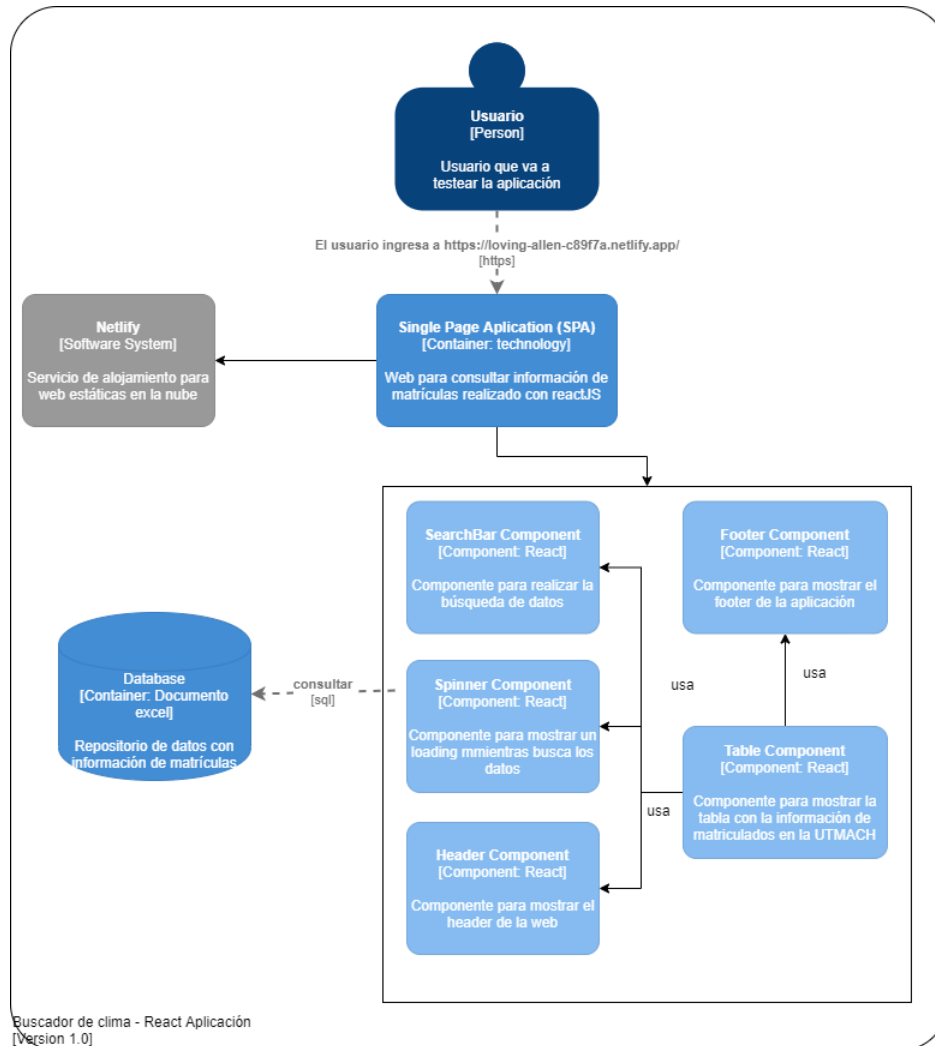 Usuario
[Person]
Usuario que va a
testear la aplicación
El usuario ingresa a https://loving-allen-c89f7a.netlify.app/
[https]
Netlify
[Software System]
Servicio de alojamiento para
web estáticas en la nube
Single Page Aplication (SPA)
[Container: technology]
Web para consultar información de
matrículas realizado con reactJS
SearchBar Component
[Component: React]
Componente para realizar la
búsqueda de datos
Footer Component
[Component: React]
Componente para mostrar el
footer de la aplicación
Database
[Container: Documento
excel]
Repositorio de datos con
información de matrículas
consultar
[sql]
Spinner Component
[Component: React]
Componente para mostrar un
loading mmientras busca los
datos
usa
usa
Table Component
[Component: React]
Componente para mostrar la
tabla con la información de
matriculados en la UTMACH
usa
Header Component
[Component: React]
Componente para mostrar el
header de la web
Buscador de clima - React Aplicación
[Version 1.0]